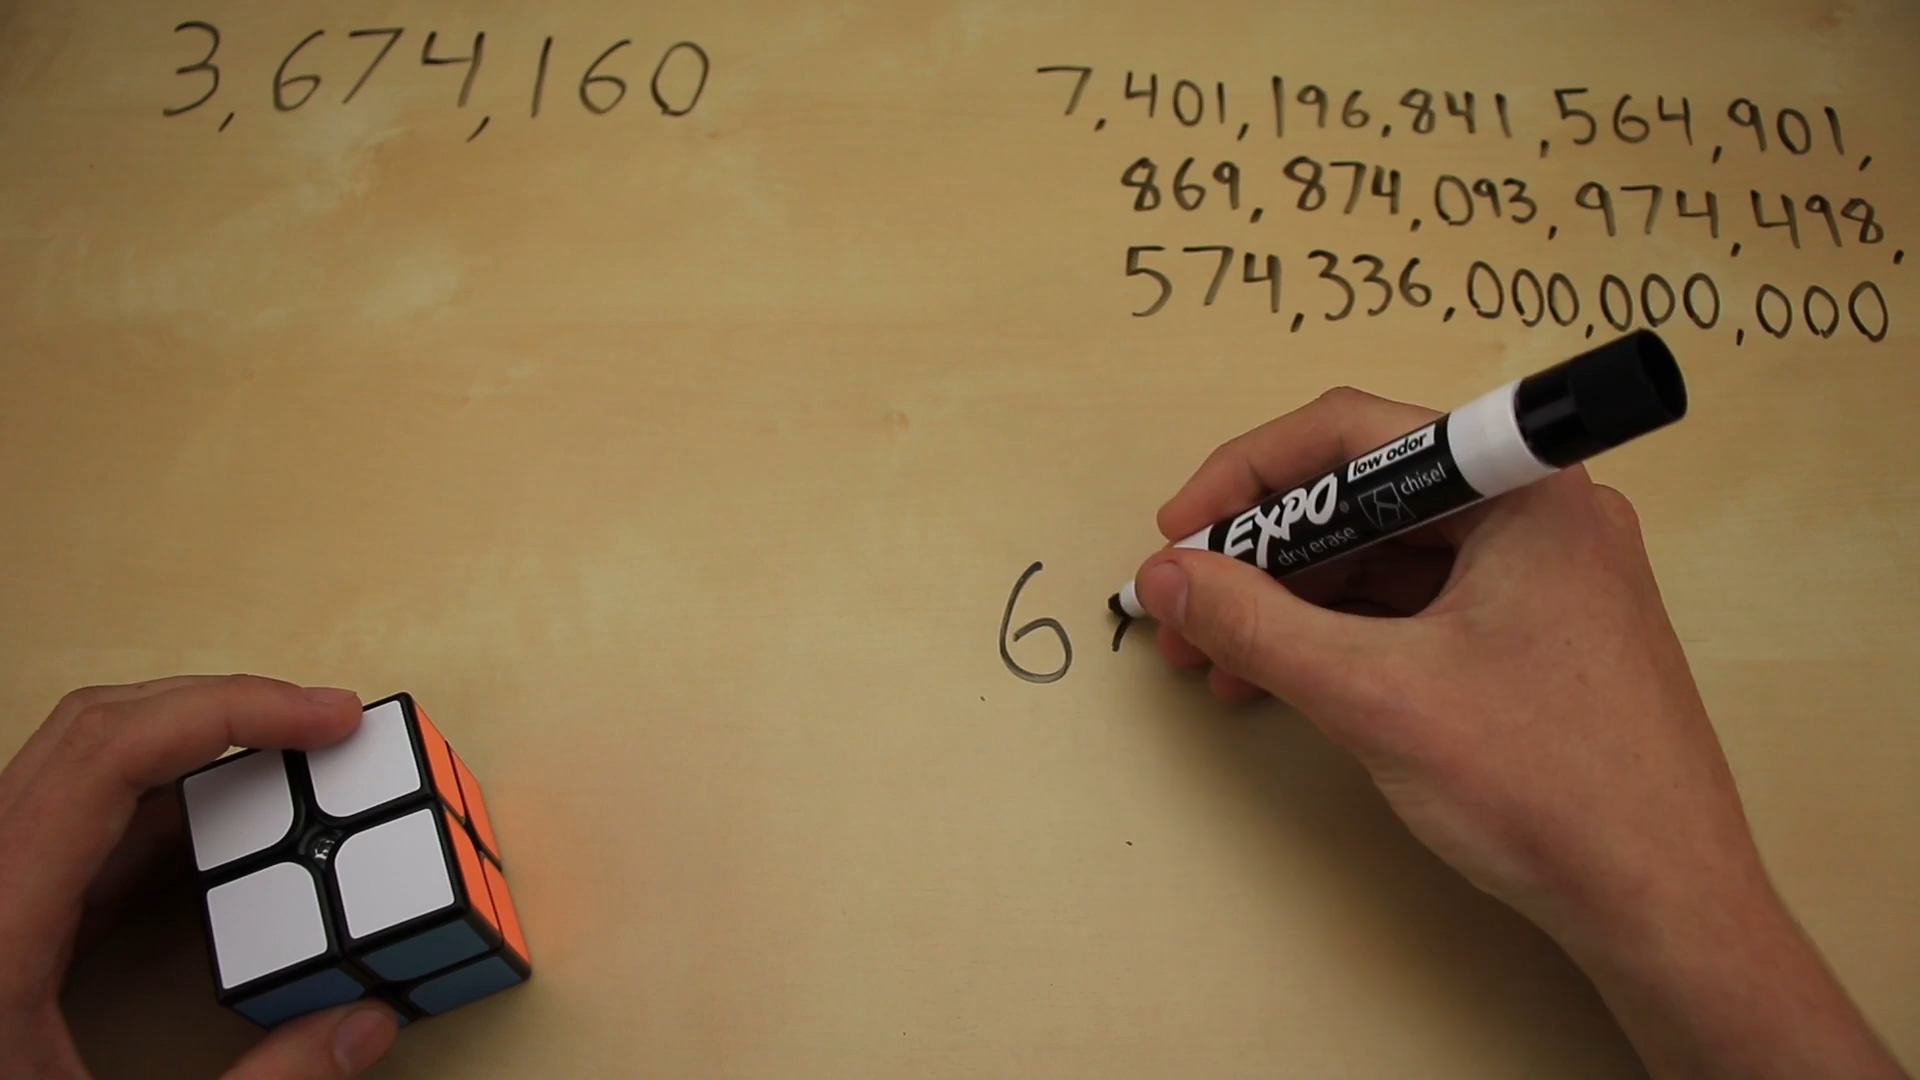 3,674,160
7,401,196,841,564,901,
869,874,093,974,498,
574,336,000,000,000
6
EXPO
low odor
dry erase
chisel